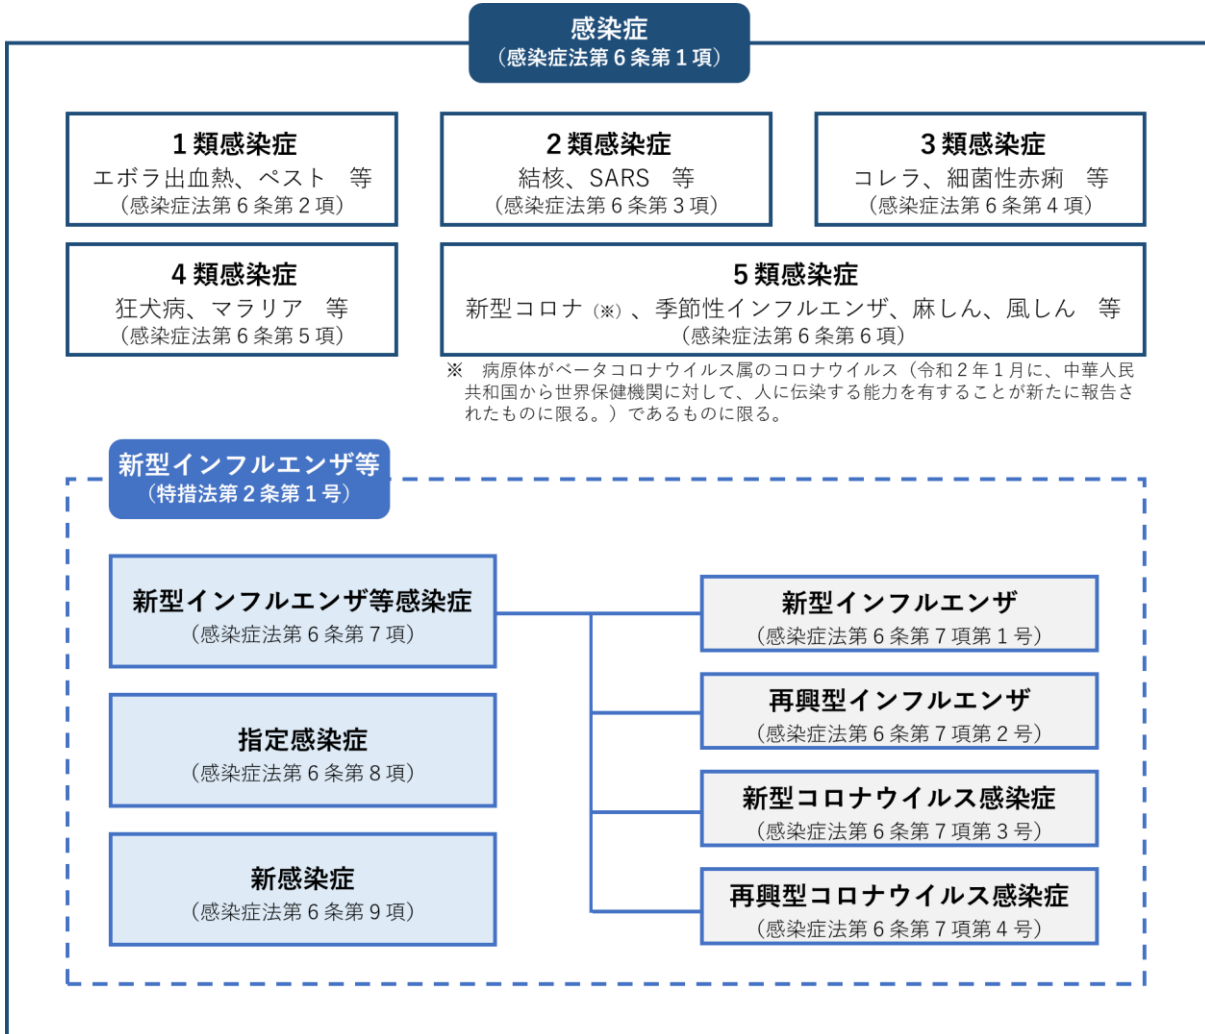 感染症
（感染症法第６条第１項）
１類感染症
エボラ出血熱、ペスト　等
（感染症法第６条第２項）
２類感染症
結核、SARS　等
（感染症法第６条第３項）
３類感染症
コレラ、細菌性赤痢　等
（感染症法第６条第４項）
４類感染症
狂犬病、マラリア　等
（感染症法第６条第５項）
５類感染症
新型コロナ（※）、季節性インフルエンザ、麻しん、風しん　等
（感染症法第６条第６項）
※　病原体がベータコロナウイルス属のコロナウイルス（令和２年１月に、中華人民
共和国から世界保健機関に対して、人に伝染する能力を有することが新たに報告さ
れたものに限る。）であるものに限る。
新型インフルエンザ等
（特措法第２条第１号）
新型インフルエンザ等感染症
（感染症法第６条第７項）
指定感染症
（感染症法第６条第８項）
新感染症
（感染症法第６条第９項）
新型インフルエンザ
（感染症法第６条第７項第１号）
再興型インフルエンザ
（感染症法第６条第７項第２号）
新型コロナウイルス感染症
（感染症法第６条第７項第３号）
再興型コロナウイルス感染症
（感染症法第６条第７項第４号）